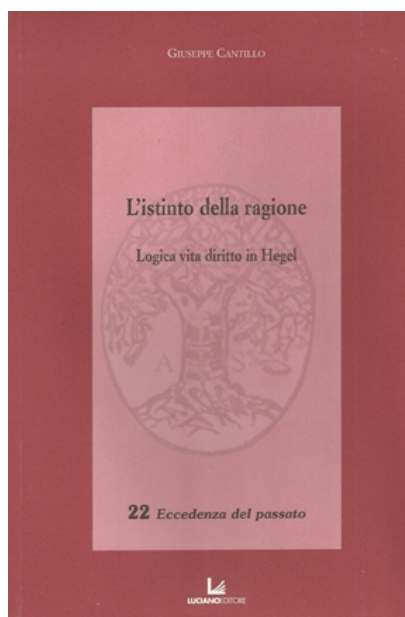 GIUSEPPE CANTILLO
L'istinto della ragione
Logica vita diritto in Hegel
A S
22 Eccedenza del passato
LUCIANOEDITORE